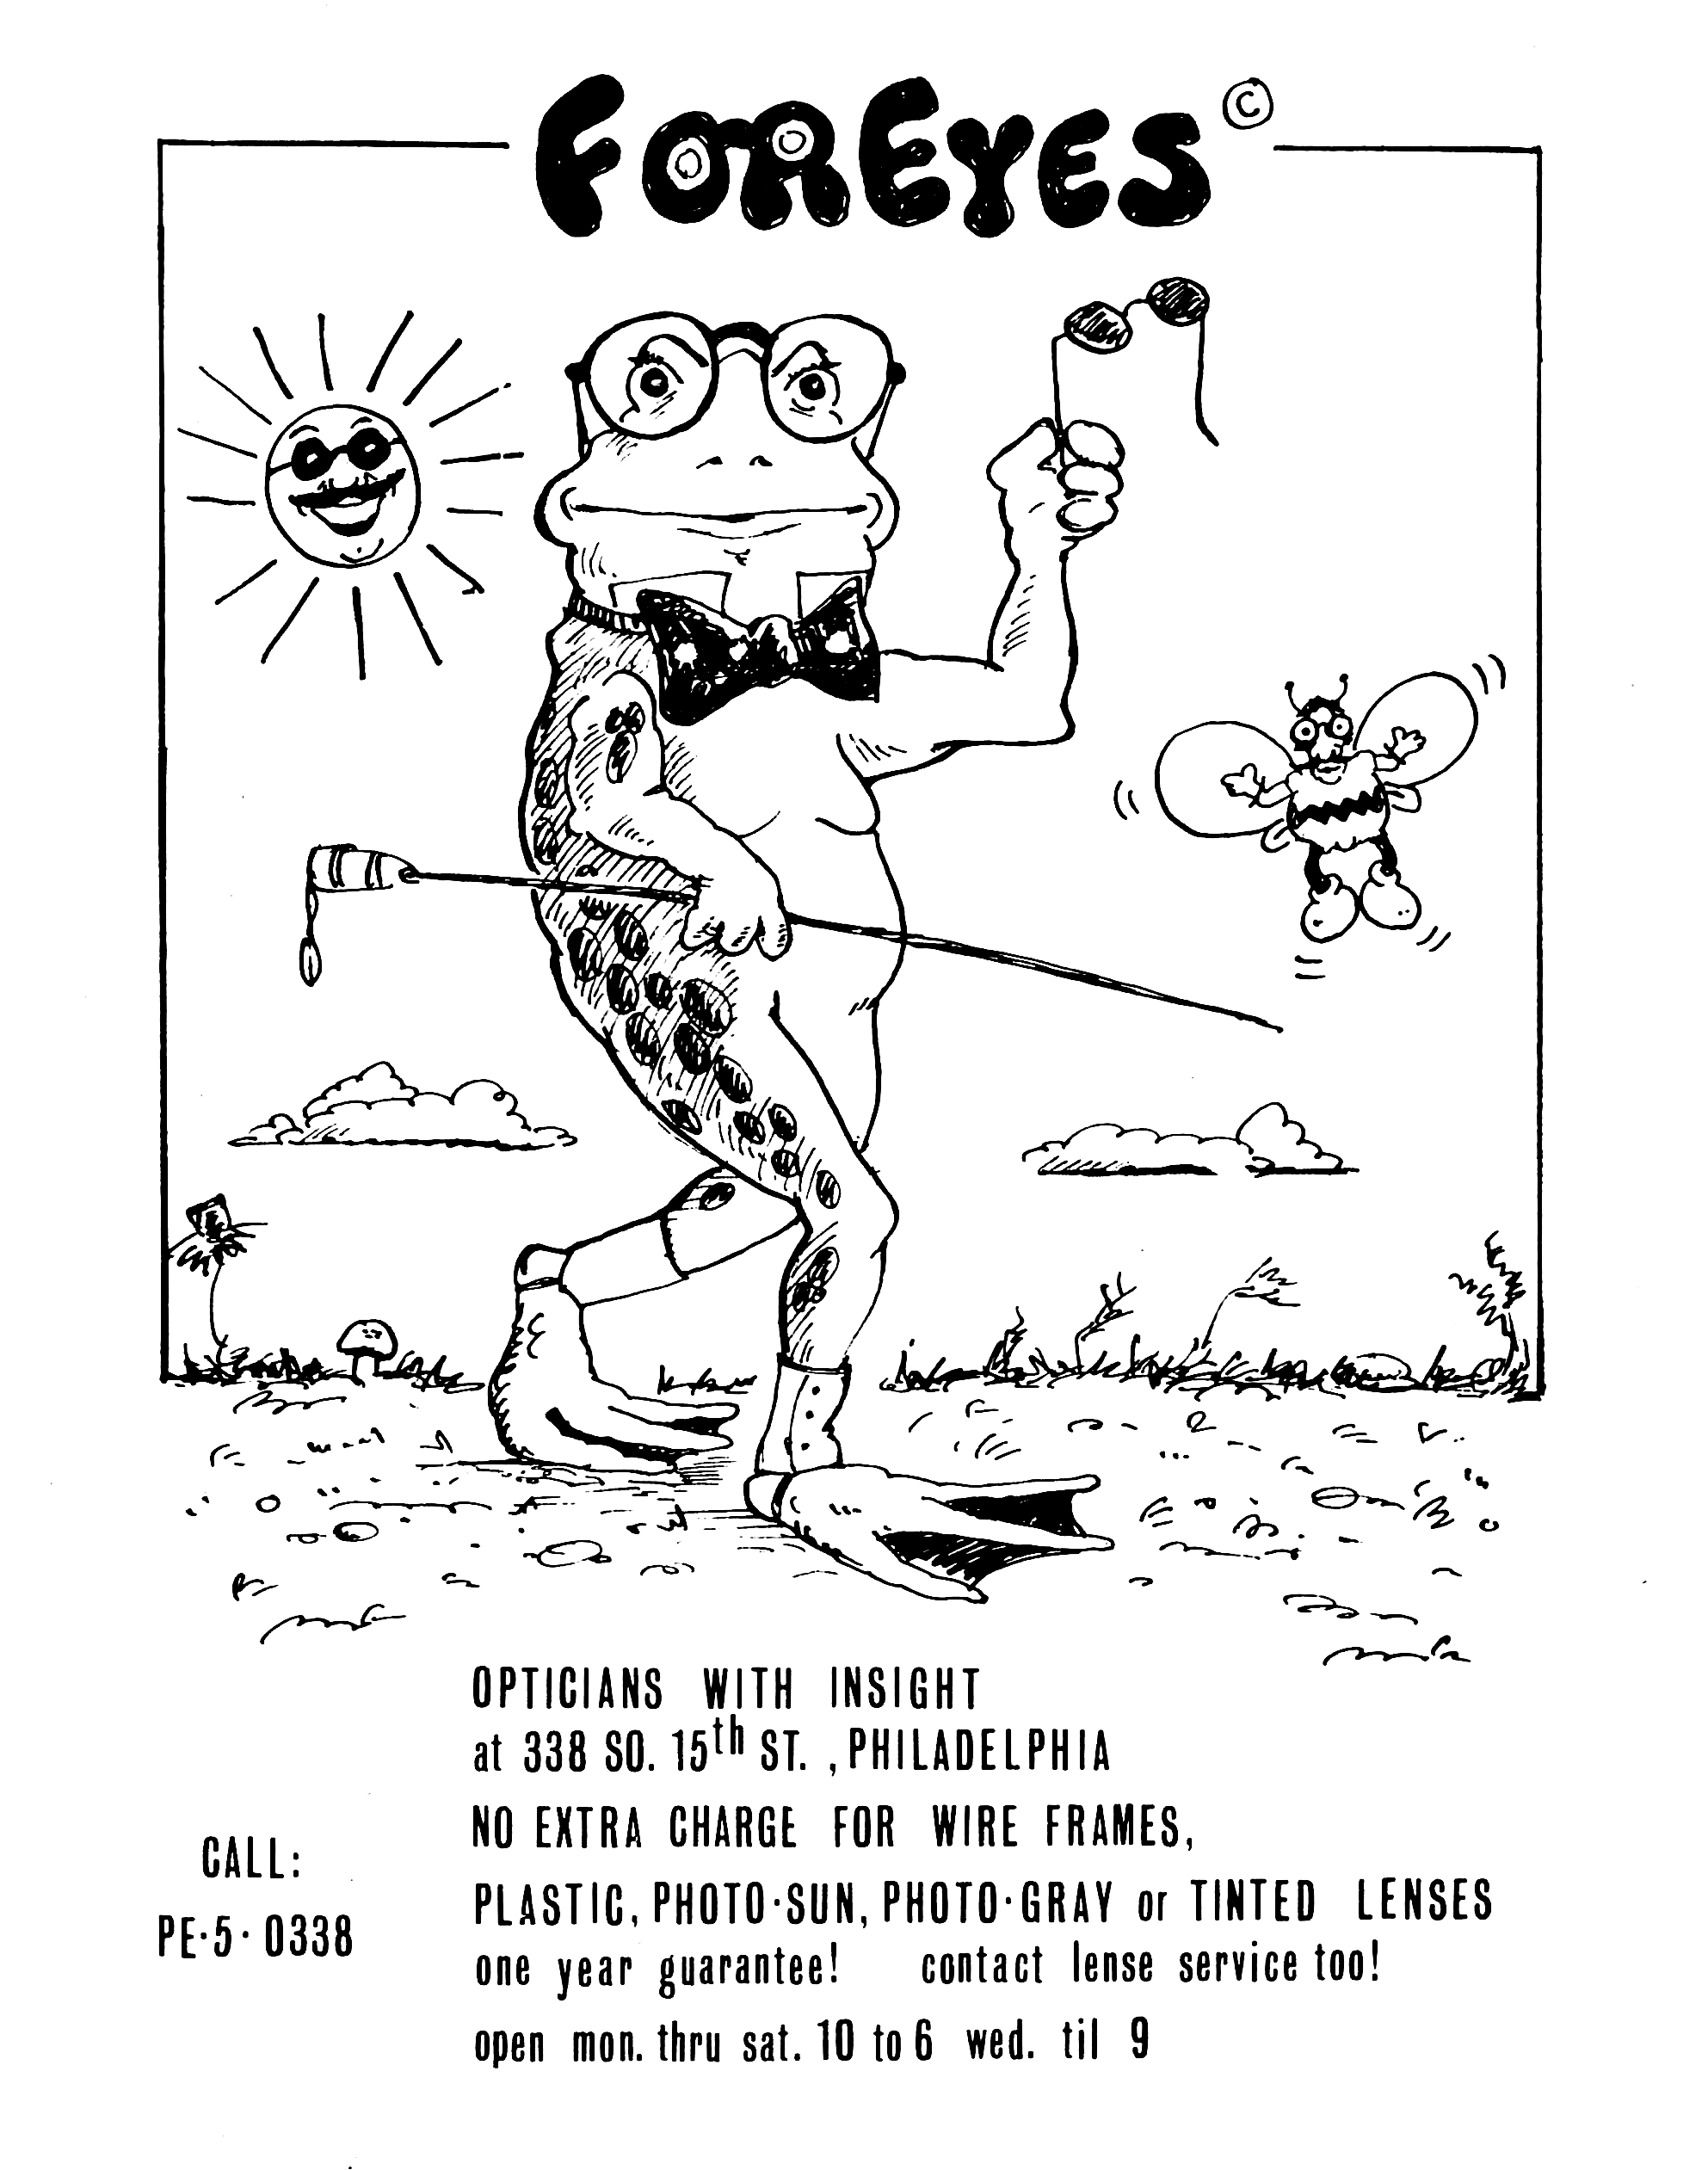 FOREYES ©
OPTICIANS WITH INSIGHT
at 338 SO. 15th ST. , PHILADELPHIA
NO EXTRA CHARGE FOR WIRE FRAMES,
PLASTIC, PHOTO·SUN, PHOTO·GRAY or TINTED LENSES
one year guarantee! contact lense service too!
open mon. thru sat. 10 to 6 wed. til 9
CALL:
PE·5·0338